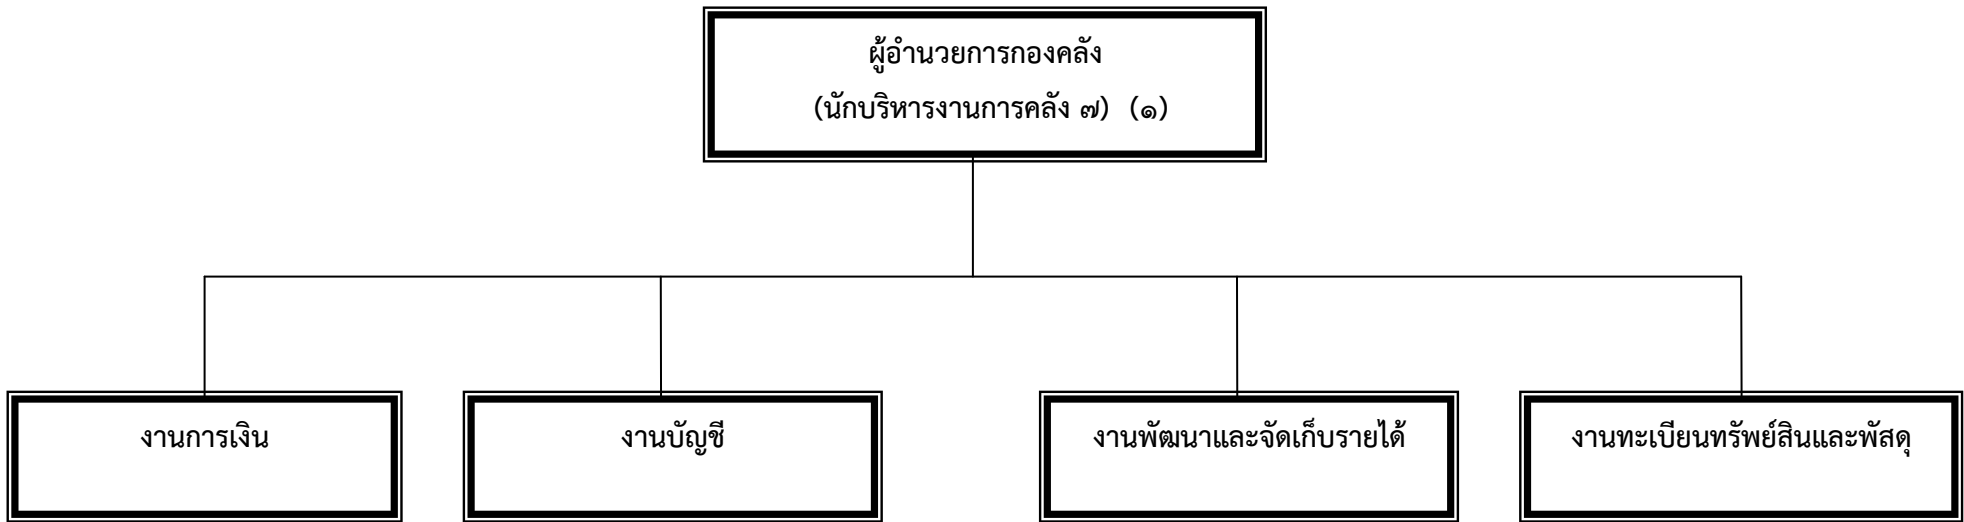 ผู้อำนวยการกองคลัง
(นักบริหารงานการคลัง ๗) (๑)
งานการเงิน
งานบัญชี
งานพัฒนาและจัดเก็บรายได้
งานทะเบียนทรัพย์สินและพัสดุ